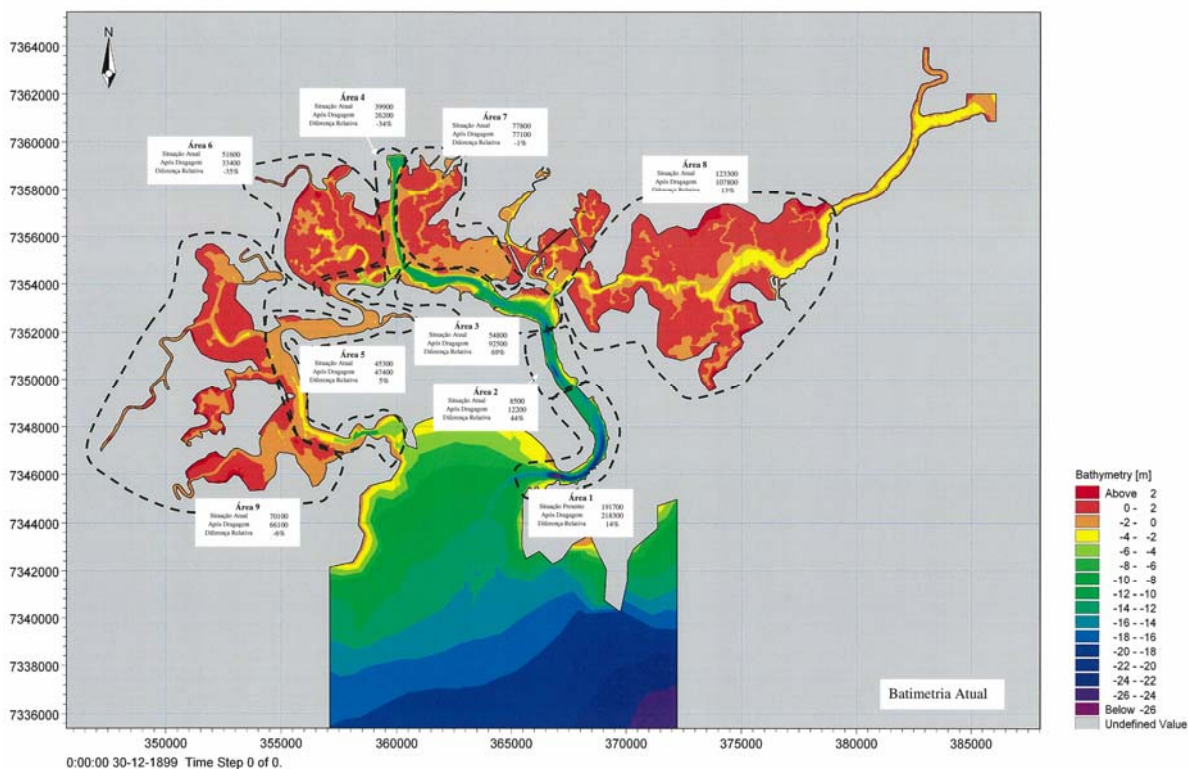 N
7364000
7362000
7360000
7358000
7356000
7354000
7352000
7350000
7348000
7346000
7344000
7342000
7340000
7338000
7336000
350000 355000 360000 365000 370000 375000 380000 385000
Área 4
Situação Atual 39900
Após Dragagem 26200
Diferença Relativa -34%
Área 7
Situação Atual 77800
Após Dragagem 77100
Diferença Relativa -1%
Área 6
Situação Atual 51600
Após Dragagem 33400
Diferença Relativa -35%
Área 8
Situação Atual 123300
Após Dragagem 107800
Diferença Relativa -13%
Área 3
Situação Atual 54800
Após Dragagem 92500
Diferença Relativa 69%
Área 5
Situação Atual 45300
Após Dragagem 47400
Diferença Relativa 5%
Área 2
Situação Atual 8500
Após Dragagem 12200
Diferença Relativa 44%
Área 9
Situação Atual 70100
Após Dragagem 66100
Diferença Relativa -6%
Área 1
Situação Presente 191700
Após Dragagem 218300
Diferença Relativa 14%
Batimetria Atual
Bathymetry [m]
Above 2
0 - 2
-2 - 0
-4 - -2
-6 - -4
-8 - -6
-10 - -8
-12 - -10
-14 - -12
-16 - -14
-18 - -16
-20 - -18
-22 - -20
-24 - -22
-26 - -24
Below -26
Undefined Value
0:00:00 30-12-1899 Time Step 0 of 0.